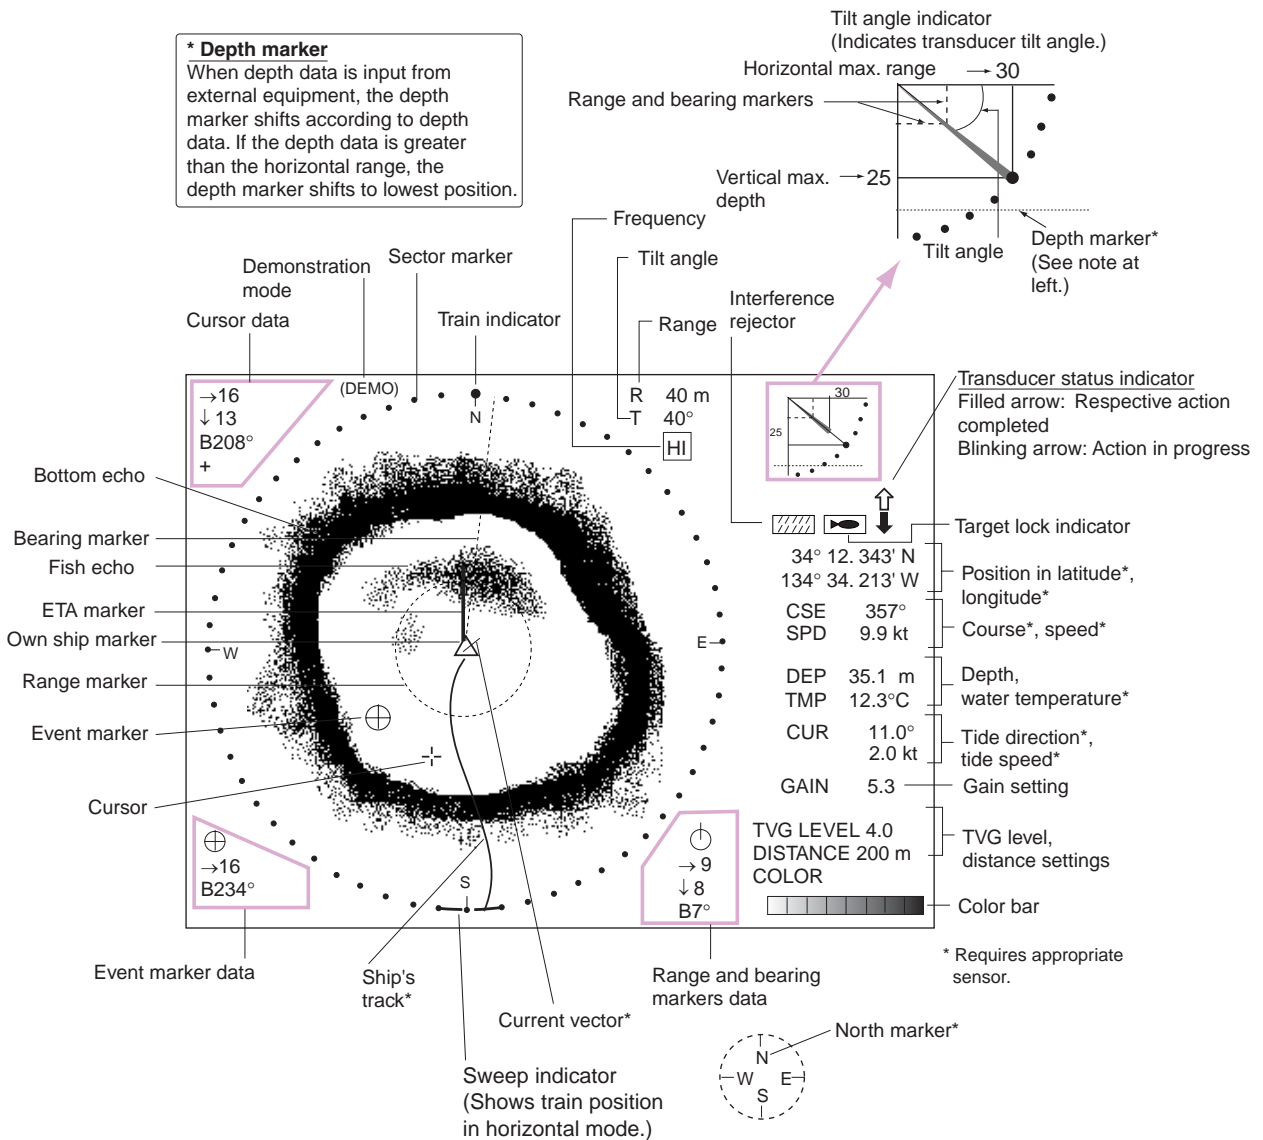 Tilt angle indicator
(Indicates transducer tilt angle.)
* Depth marker
When depth data is input from
external equipment, the depth
marker shifts according to depth
data. If the depth data is greater
than the horizontal range, the
depth marker shifts to lowest position.
Horizontal max. range
30
Range and bearing markers
Vertical max.
depth
25
Tilt angle
Depth marker*
(See note at
left.)
Frequency
Tilt angle
Range
Interference
rejector
Sector marker
Demonstration
mode
Cursor data
Train indicator
Transducer status indicator
Filled arrow: Respective action
completed
Blinking arrow: Action in progress
→16
↓ 13
B208°
+
(DEMO)
N
R 40 m
T 40°
HI
30
25
Bottom echo
Bearing marker
Fish echo
ETA marker
Own ship marker
Range marker
Event marker
Cursor
W
E
S
Target lock indicator
34° 12. 343' N
134° 34. 213' W
Position in latitude*,
longitude*
CSE 357°
SPD 9.9 kt
Course*, speed*
DEP 35.1 m
TMP 12.3°C
Depth,
water temperature*
CUR 11.0°
2.0 kt
Tide direction*,
tide speed*
GAIN 5.3
Gain setting
TVG LEVEL 4.0
DISTANCE 200 m
COLOR
TVG level,
distance settings
Color bar
→16
B234°
→ 9
↓ 8
B7°
Event marker data
Ship's
track*
Current vector*
Sweep indicator
(Shows train position
in horizontal mode.)
Range and bearing
markers data
* Requires appropriate
sensor.
North marker*
N
W E
S